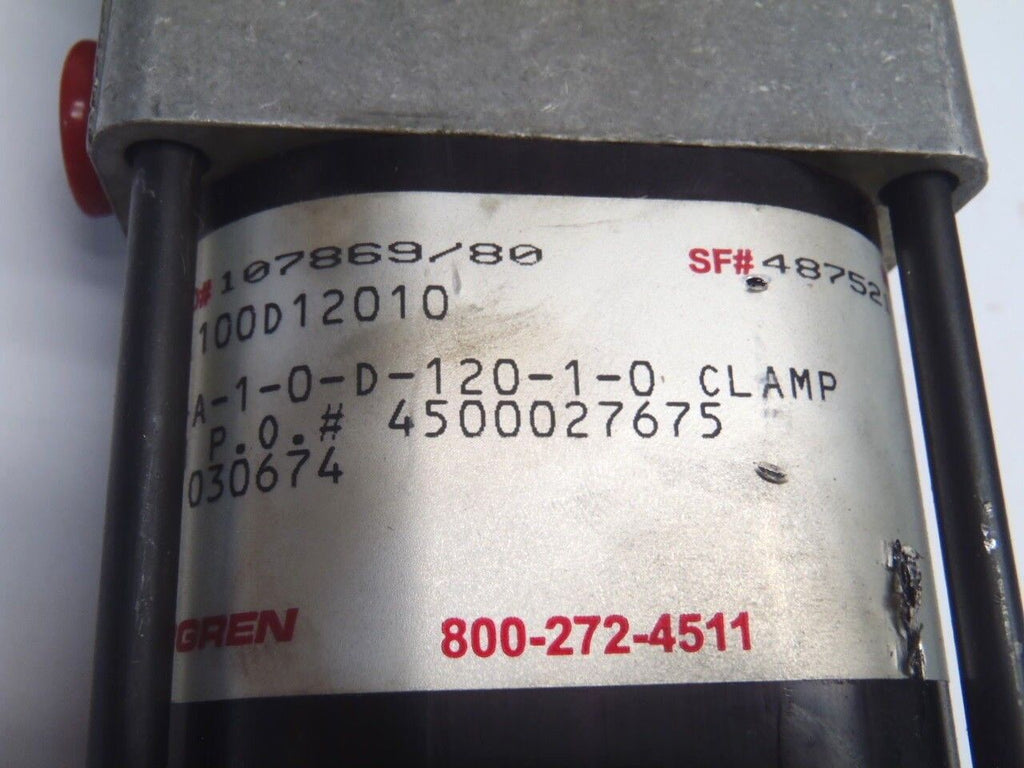 # 107869/80 SF# 48752
100D12010
A-1-0-D-120-1-0 CLAMP
P.O.# 4500027675
030674
GREN 800-272-4511